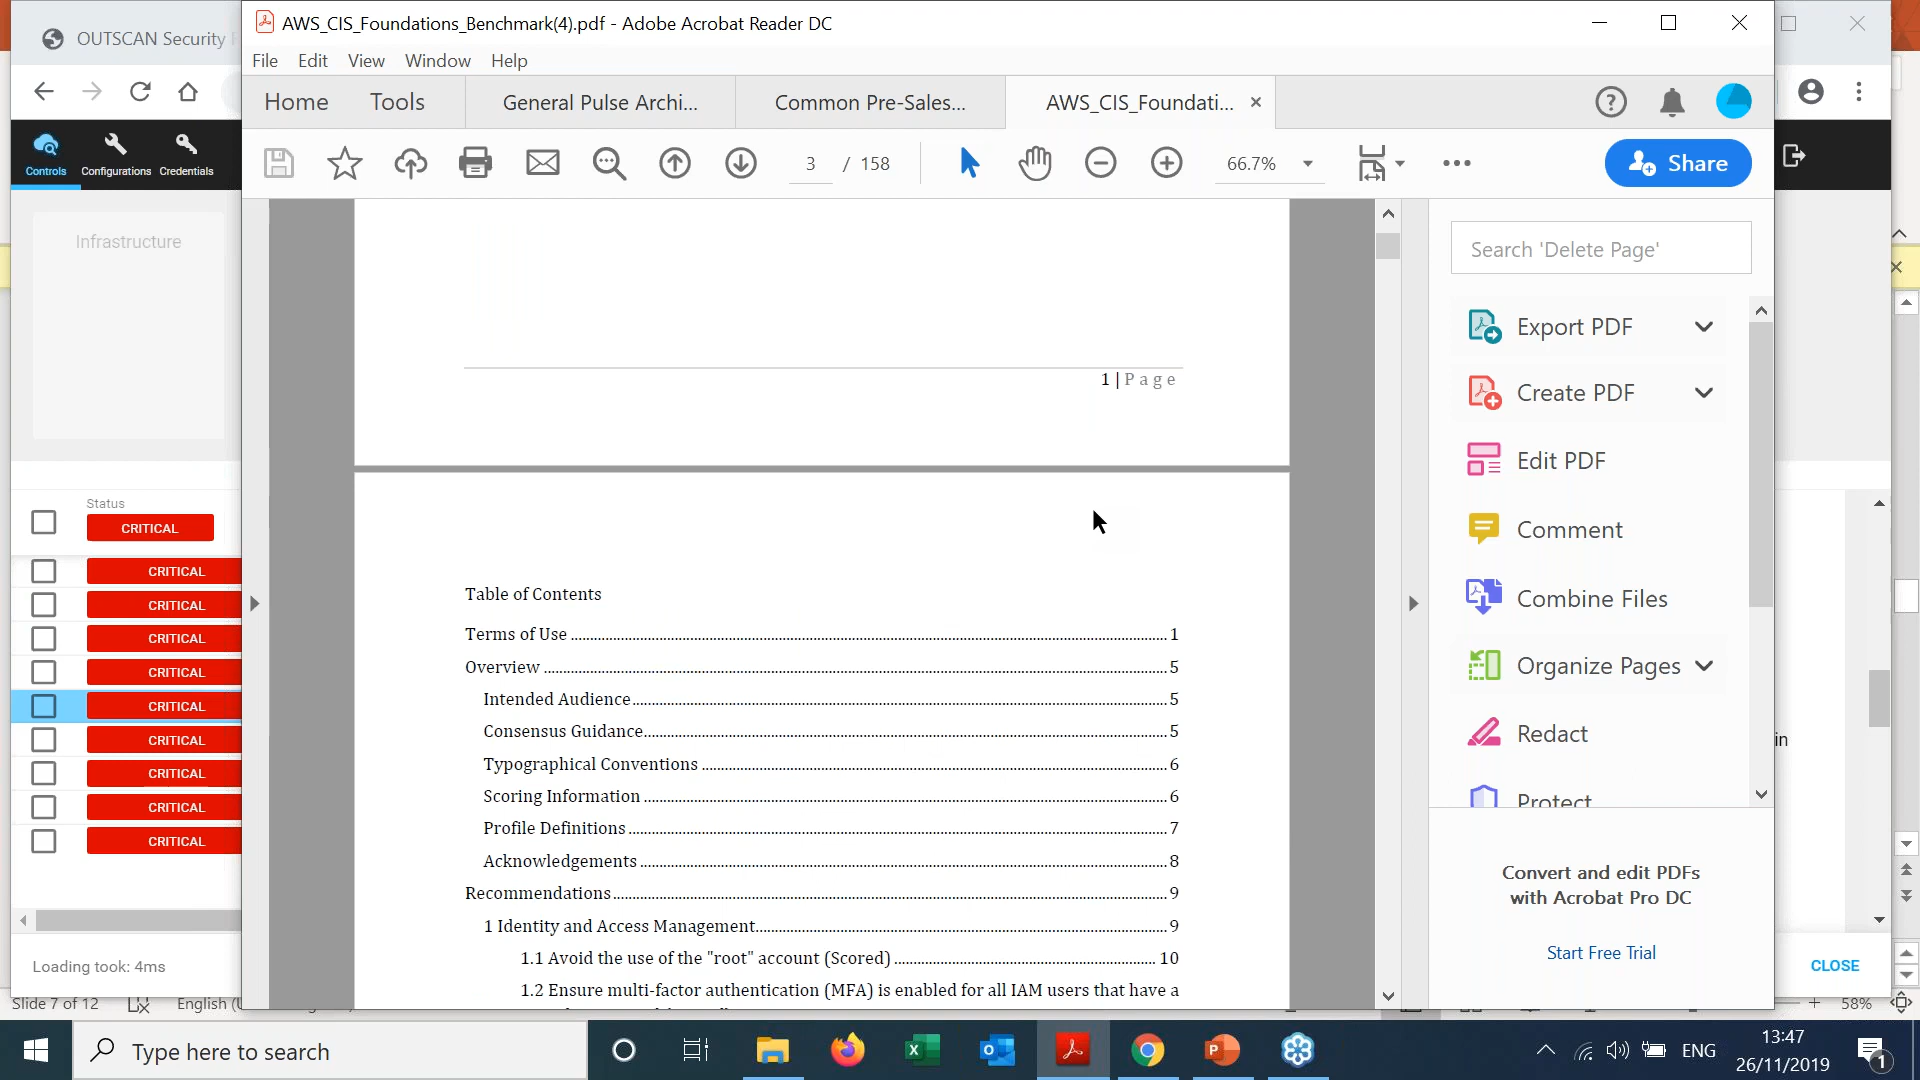 OUTSCAN Security
AWS_CIS_Foundations_Benchmark(4).pdf - Adobe Acrobat Reader DC
File Edit View Window Help
Home Tools General Pulse Archi... Common Pre-Sales... AWS_CIS_Foundati... ×
3 / 158 66.7% Share
Controls Configurations Credentials
Infrastructure
Status
CRITICAL
CRITICAL
CRITICAL
CRITICAL
CRITICAL
CRITICAL
CRITICAL
CRITICAL
CRITICAL
CRITICAL
Loading took: 4ms
Slide 7 of 12 English (U
1 | Page
Table of Contents
Terms of Use 1
Overview 5
Intended Audience 5
Consensus Guidance 5
Typographical Conventions 6
Scoring Information 6
Profile Definitions 7
Acknowledgements 8
Recommendations 9
1 Identity and Access Management 9
1.1 Avoid the use of the "root" account (Scored) 10
1.2 Ensure multi-factor authentication (MFA) is enabled for all IAM users that have a
Search 'Delete Page'
Export PDF
Create PDF
Edit PDF
Comment
Combine Files
Organize Pages
Redact
Protect
Convert and edit PDFs
with Acrobat Pro DC
Start Free Trial
in
CLOSE
58%
Type here to search
ENG
13:47
26/11/2019
1